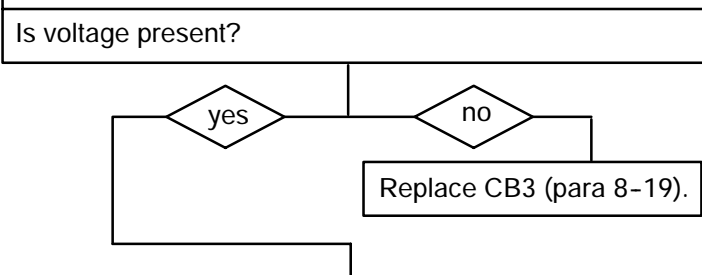 Is voltage present?
yes
no
Replace CB3 (para 8-19).